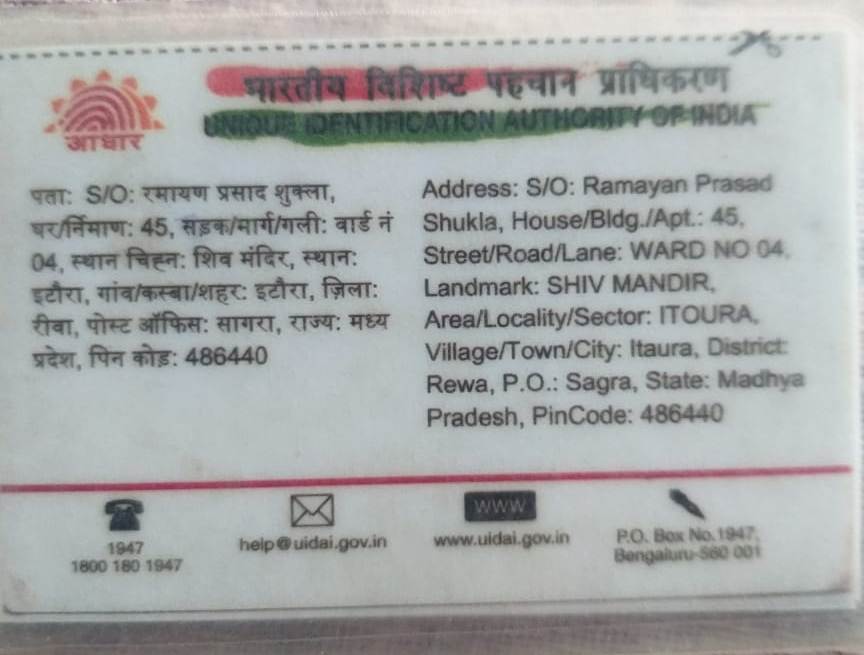 भारतीय विशिष्ट पहचान प्राधिकरण
UNIQUE IDENTIFICATION AUTHORITY OF INDIA
आधार
पता: S/O: रमायण प्रसाद शुक्ला,
घर/र्निमाण: 45, सड़क/मार्ग/गली: वार्ड नं
04, स्थान चिह्न: शिव मंदिर, स्थान:
इटौरा, गांव/कस्बा/शहर: इटौरा, ज़िला:
रीवा, पोस्ट ऑफिस: सागरा, राज्य: मध्य
प्रदेश, पिन कोड: 486440
Address: S/O: Ramayan Prasad
Shukla, House/Bldg./Apt.: 45,
Street/Road/Lane: WARD NO 04,
Landmark: SHIV MANDIR,
Area/Locality/Sector: ITOURA,
Village/Town/City: Itaura, District:
Rewa, P.O.: Sagra, State: Madhya
Pradesh, PinCode: 486440
1947
1800 180 1947
help@uidai.gov.in
www
www.uidai.gov.in
P.O. Box No.1947,
Bengaluru-560 001